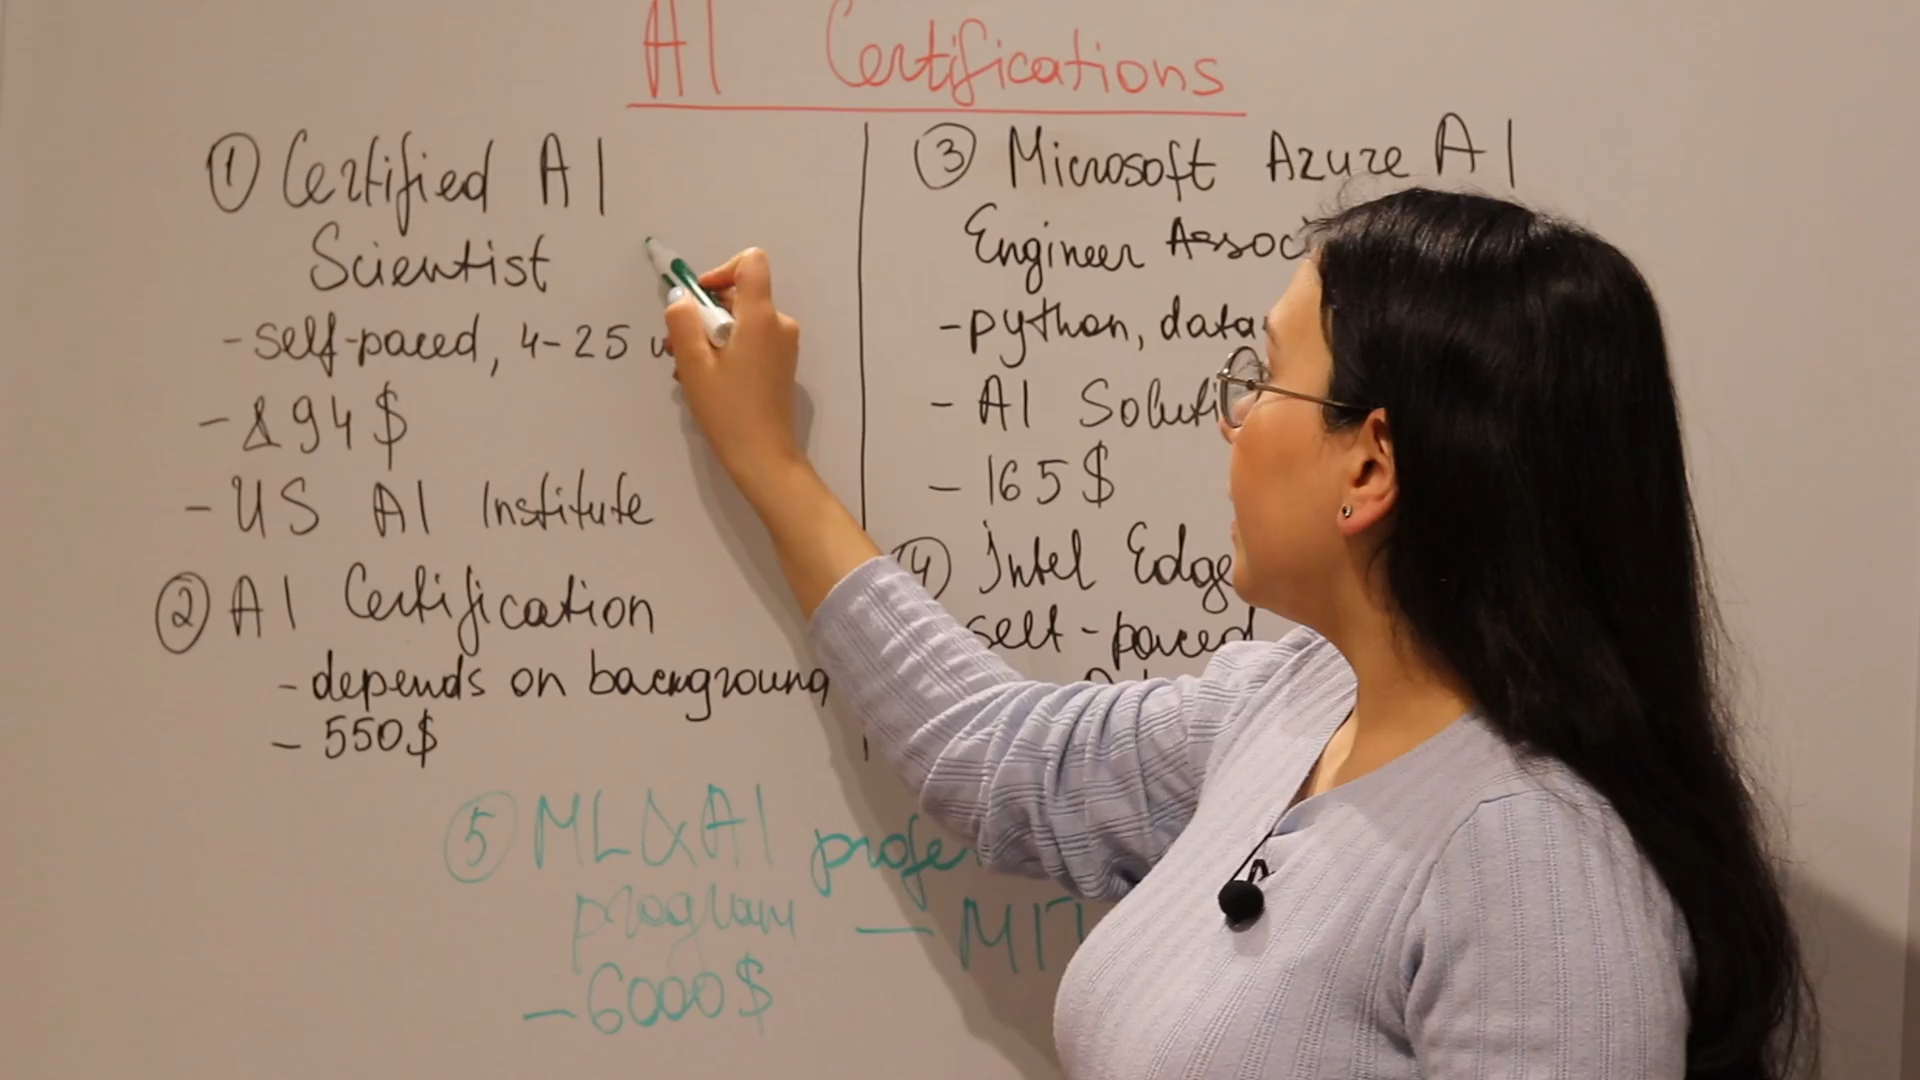 AI Certifications
① Certified AI
Scientist
- self-paced, 4-25
- 894$
- US AI Institute
② AI Certification
- depends on background
- 550$
③ Microsoft Azure AI
Engineer
- python, data
- AI
- 165$
④ Intel Edge
self-paced
⑤ ML&AI
program — MIT
- 6000$